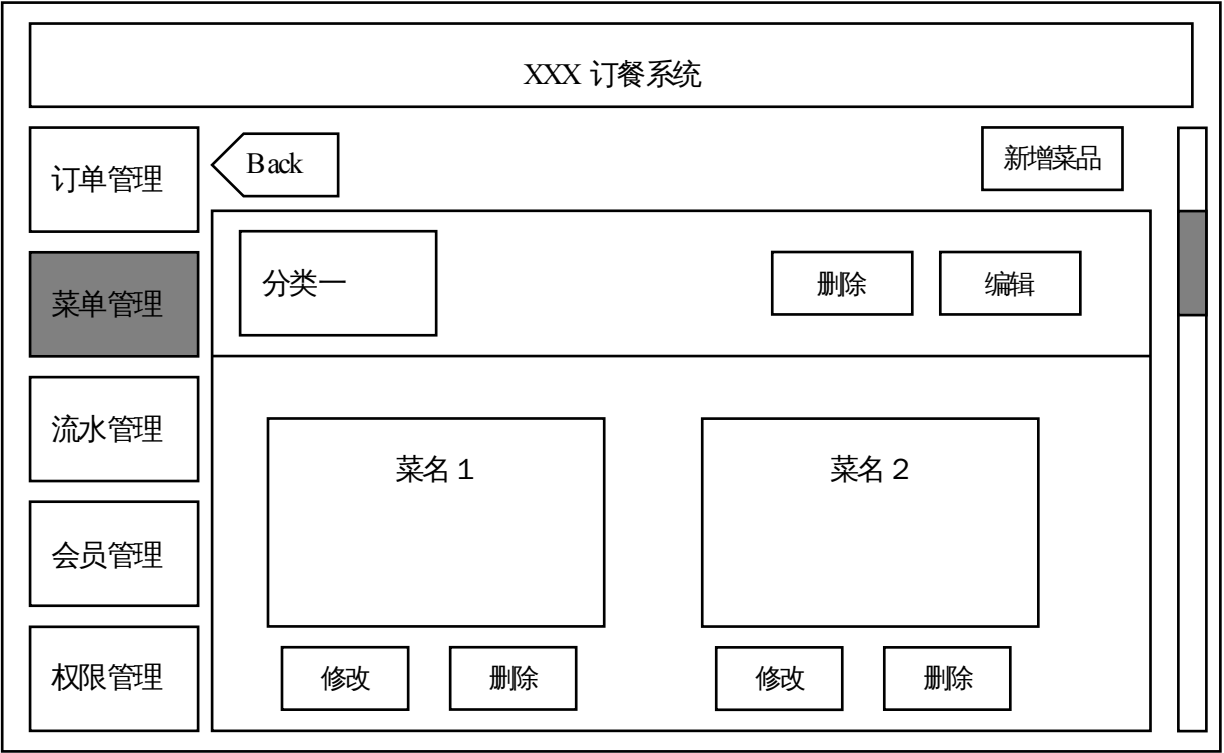 XXX 订餐系统
订单管理
菜单管理
流水管理
会员管理
权限管理
Back
新增菜品
分类一
删除
编辑
菜名１
菜名２
修改
删除
修改
删除